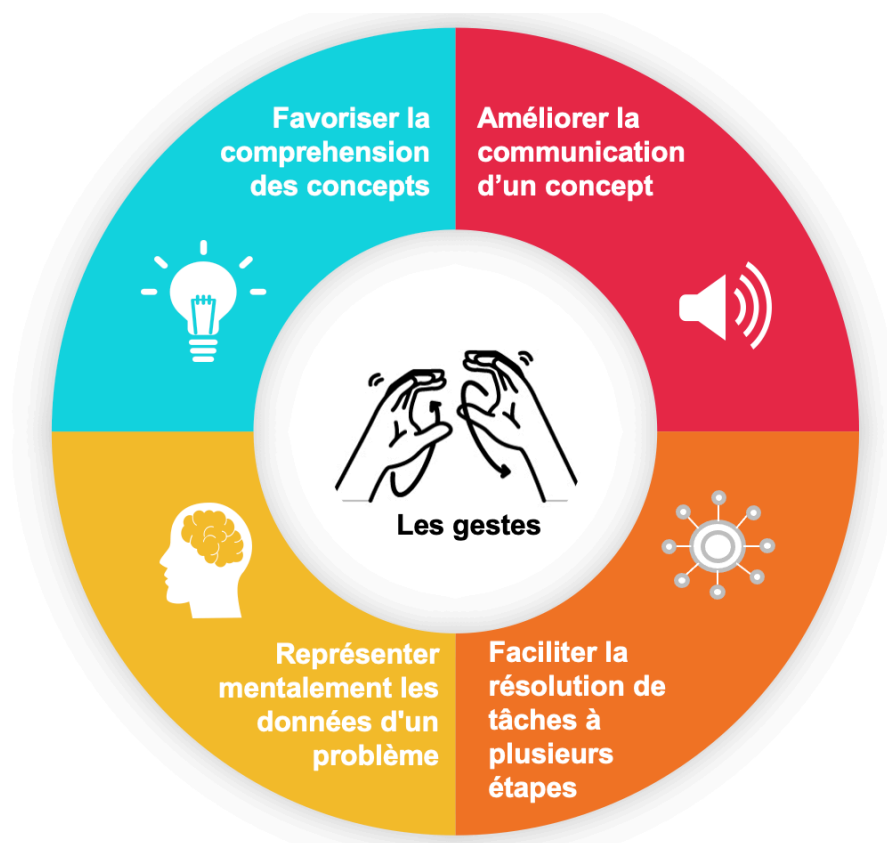 Favoriser la
comprehension
des concepts
Améliorer la
communication
d’un concept
Les gestes
Représenter
mentalement les
données d'un
problème
Faciliter la
résolution de
tâches à
plusieurs
étapes